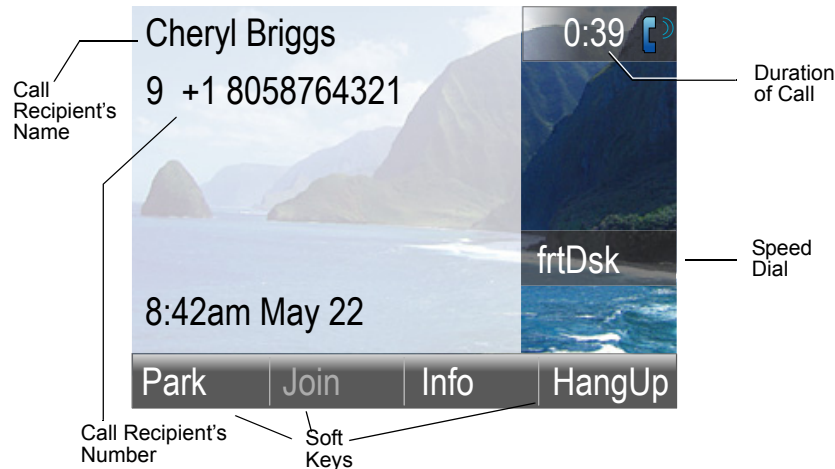 Cheryl Briggs
0:39
9 +1 8058764321
Call
Recipient's
Name
Duration
of Call
frtDsk
Speed
Dial
8:42am May 22
Park
Join
Info
HangUp
Call Recipient's
Number
Soft
Keys